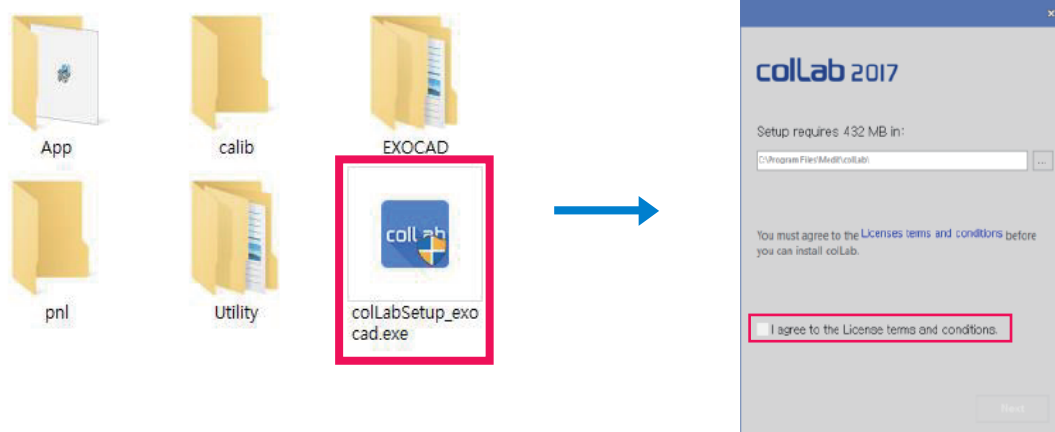 App
calib
EXOCAD
pnl
Utility
colLab
colLabSetup_exo
cad.exe
colLab 2017
Setup requires 432 MB in:
C:\Program Files\Medit\colLab\
...
You must agree to the Licenses terms and conditions before
you can install colLab.
I agree to the License terms and conditions.
Next